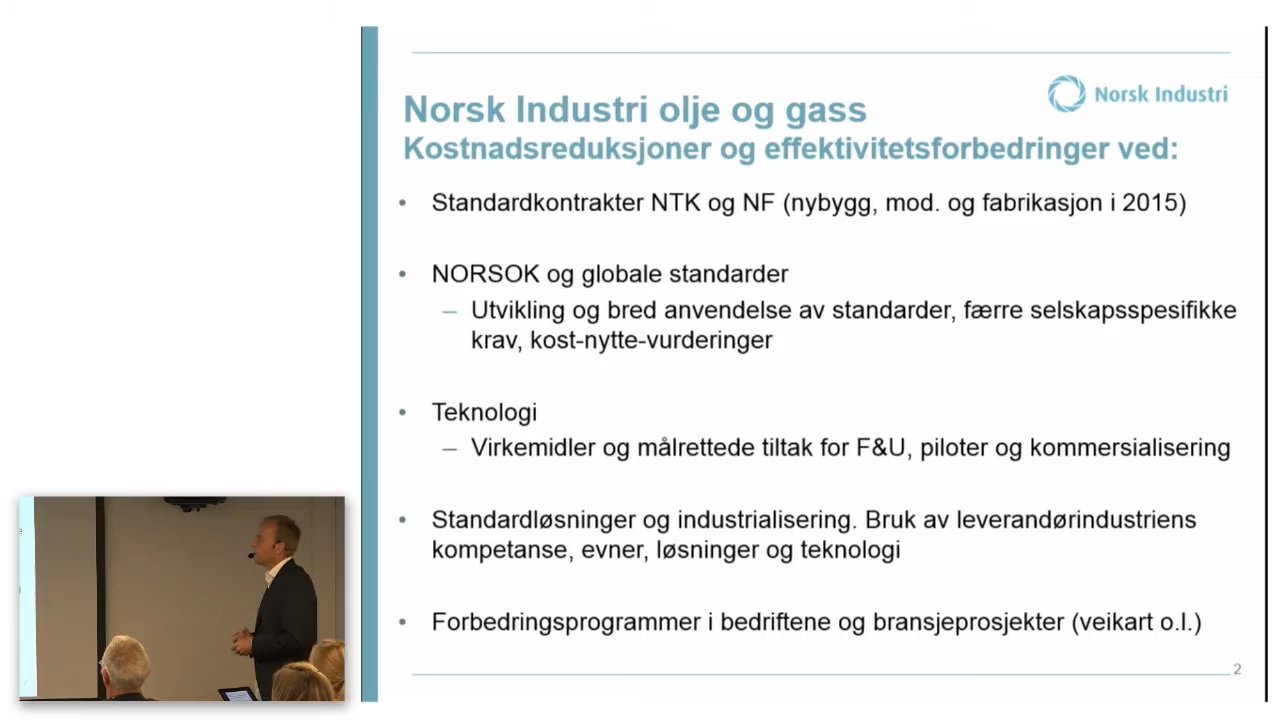 Norsk Industri
Norsk Industri olje og gass
Kostnadsreduksjoner og effektivitetsforbedringer ved:
• Standardkontrakter NTK og NF (nybygg, mod. og fabrikasjon i 2015)
• NORSOK og globale standarder
– Utvikling og bred anvendelse av standarder, færre selskapsspesifikke
krav, kost-nytte-vurderinger
• Teknologi
– Virkemidler og målrettede tiltak for F&U, piloter og kommersialisering
• Standardløsninger og industrialisering. Bruk av leverandørindustriens
kompetanse, evner, løsninger og teknologi
• Forbedringsprogrammer i bedriftene og bransjeprosjekter (veikart o.l.)
2